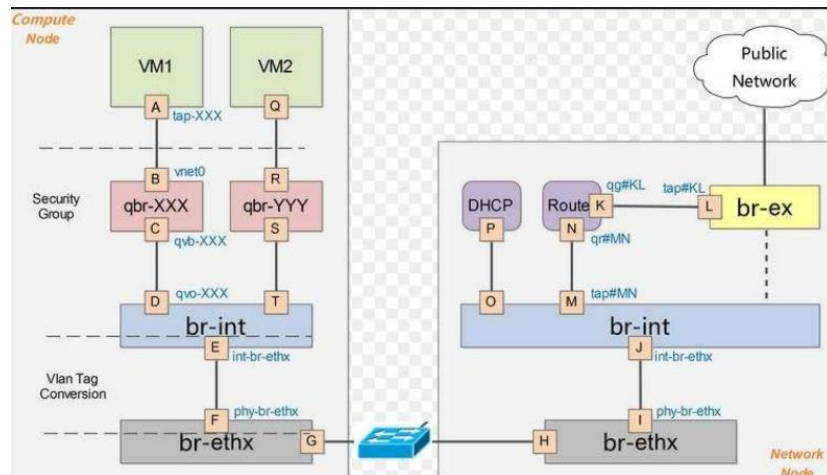 Compute
Node
VM1
VM2
A
Q
tap-XXX
B
vnet0
R
Security
Group
qbr-XXX
qbr-YYY
C
qvb-XXX
S
D
qvo-XXX
T
br-int
E
int-br-ethx
Vlan Tag
Conversion
F
phy-br-ethx
br-ethx
G
Public
Network
DHCP
Route
qg#KL
tap#KL
K
L
br-ex
P
N
qr#MN
O
M
tap#MN
br-int
J
int-br-ethx
I
phy-br-ethx
H
br-ethx
Network
Node